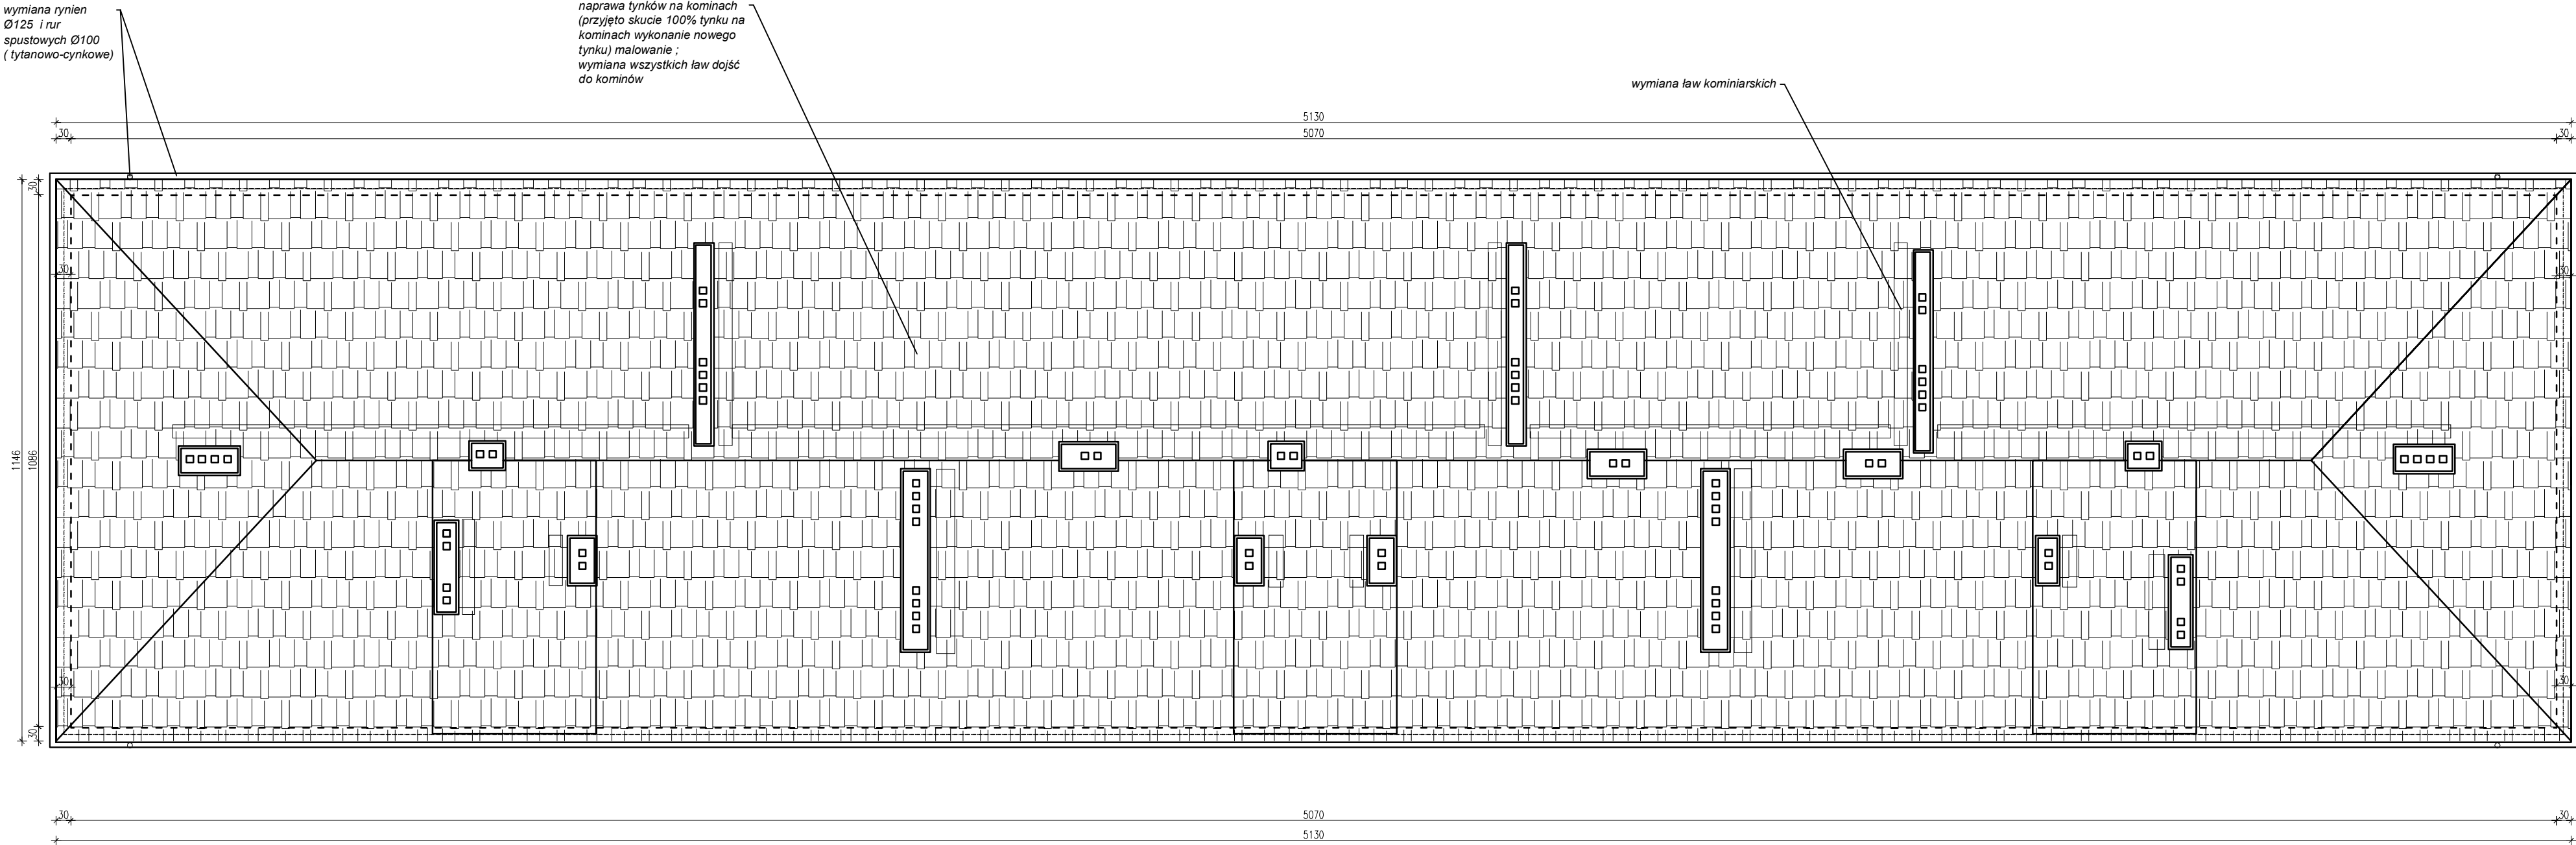 wymiana rynien
Ø125 i rur
spustowych Ø100
( tytanowo-cynkowe)
naprawa tynków na kominach
(przyjęto skucie 100% tynku na
kominach wykonanie nowego
tynku) malowanie ;
wymiana wszystkich ław dojść
do kominów
wymiana ław kominiarskich
5130
30
5070
30
30
30
30
1146
1086
30
30
30
30
5070
30
5130